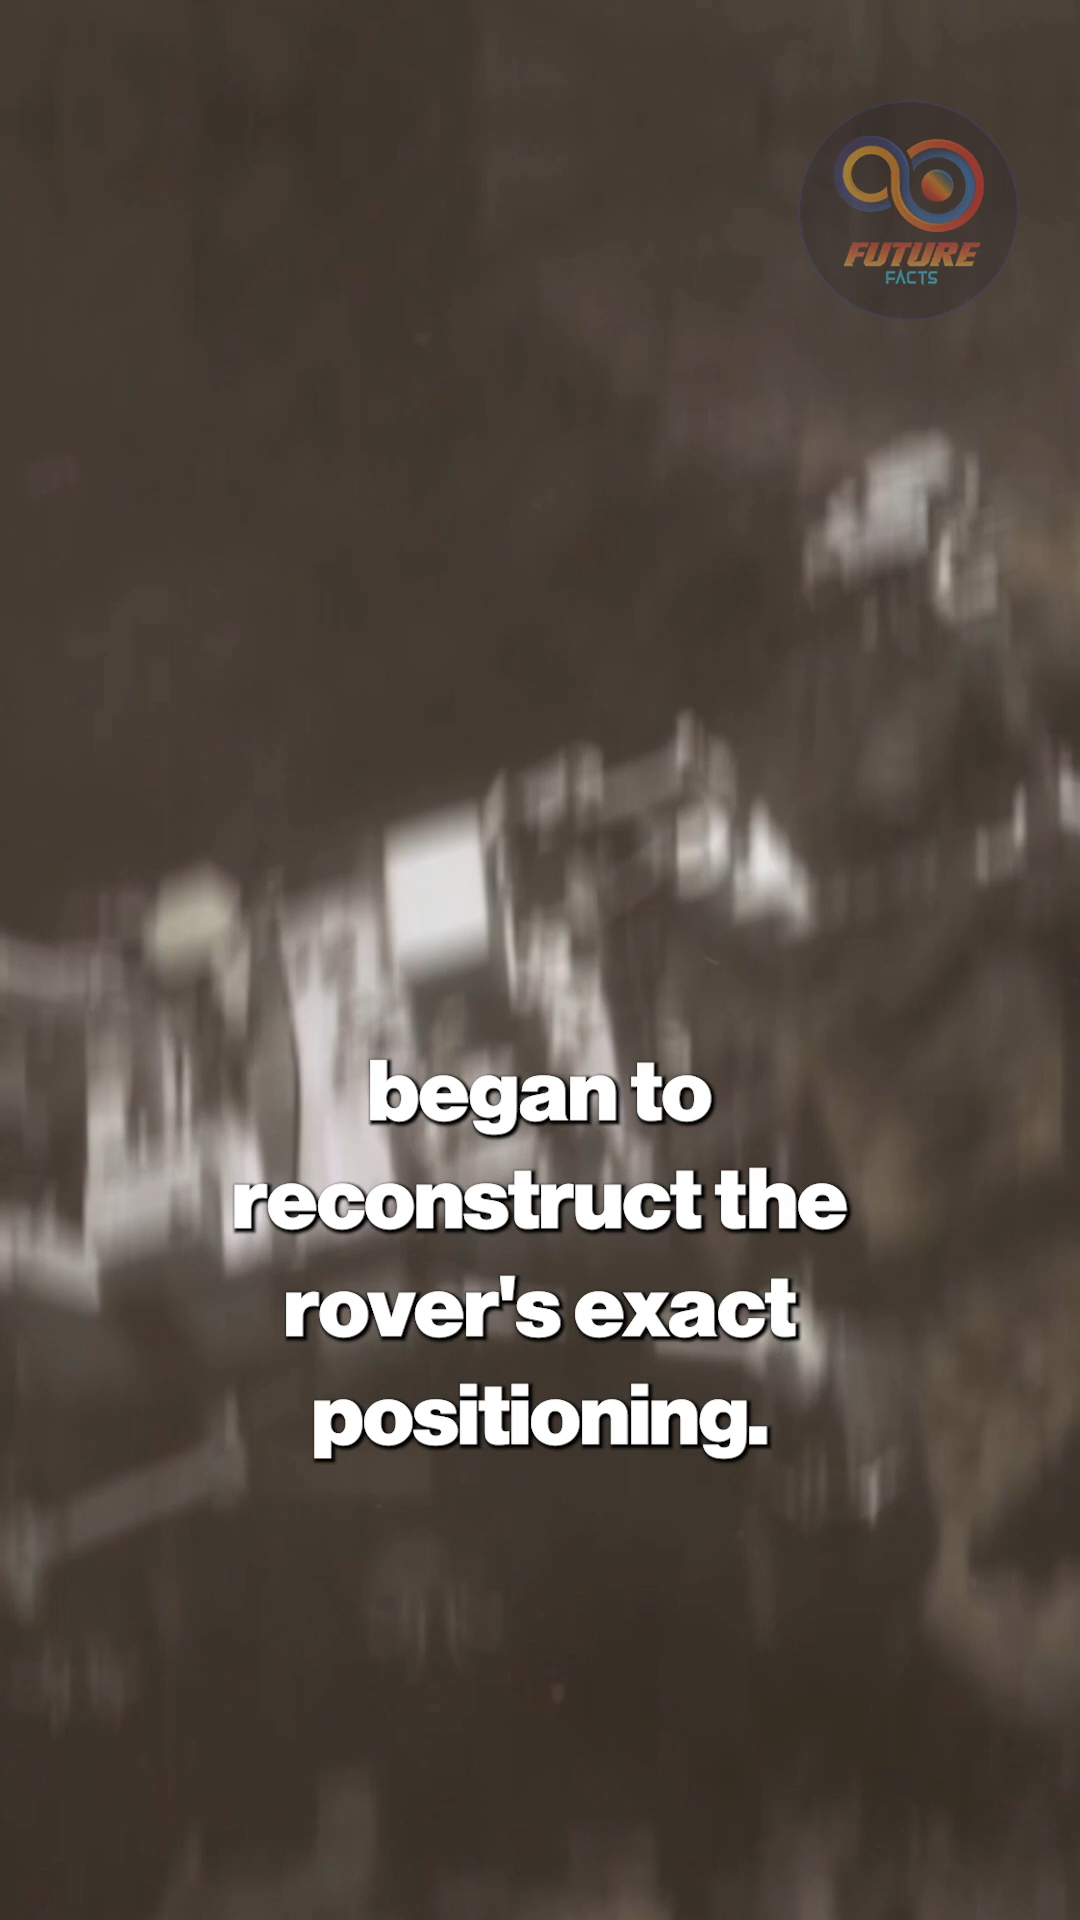 FUTURE
FACTS
began to
reconstruct the
rover's exact
positioning.